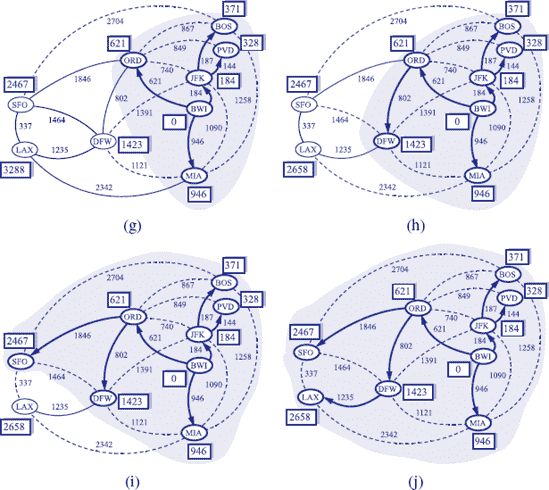 2704
371
BOS
867
328
621
849
PVD
ORD
187
144
740
JFK
2467
1846
621
184
SFO
802
184
1258
1391
BWI
1464
337
0
1090
946
DFW
1423
LAX
1235
1121
3288
MIA
2342
946
(g)
2704
371
BOS
867
328
621
849
PVD
ORD
187
144
740
JFK
2467
1846
621
184
SFO
802
184
1258
1391
BWI
1464
337
0
1090
946
DFW
1423
LAX
1235
1121
2658
MIA
2342
946
(h)
2704
371
BOS
867
328
621
849
PVD
ORD
187
144
740
JFK
2467
1846
621
184
SFO
802
184
1258
1391
BWI
1464
337
0
1090
946
DFW
1423
LAX
1235
1121
2658
MIA
2342
946
(i)
2704
371
BOS
867
328
621
849
PVD
ORD
187
144
740
JFK
2467
1846
621
184
SFO
802
184
1258
1391
BWI
1464
337
0
1090
946
DFW
1423
LAX
1235
1121
2658
MIA
2342
946
(j)